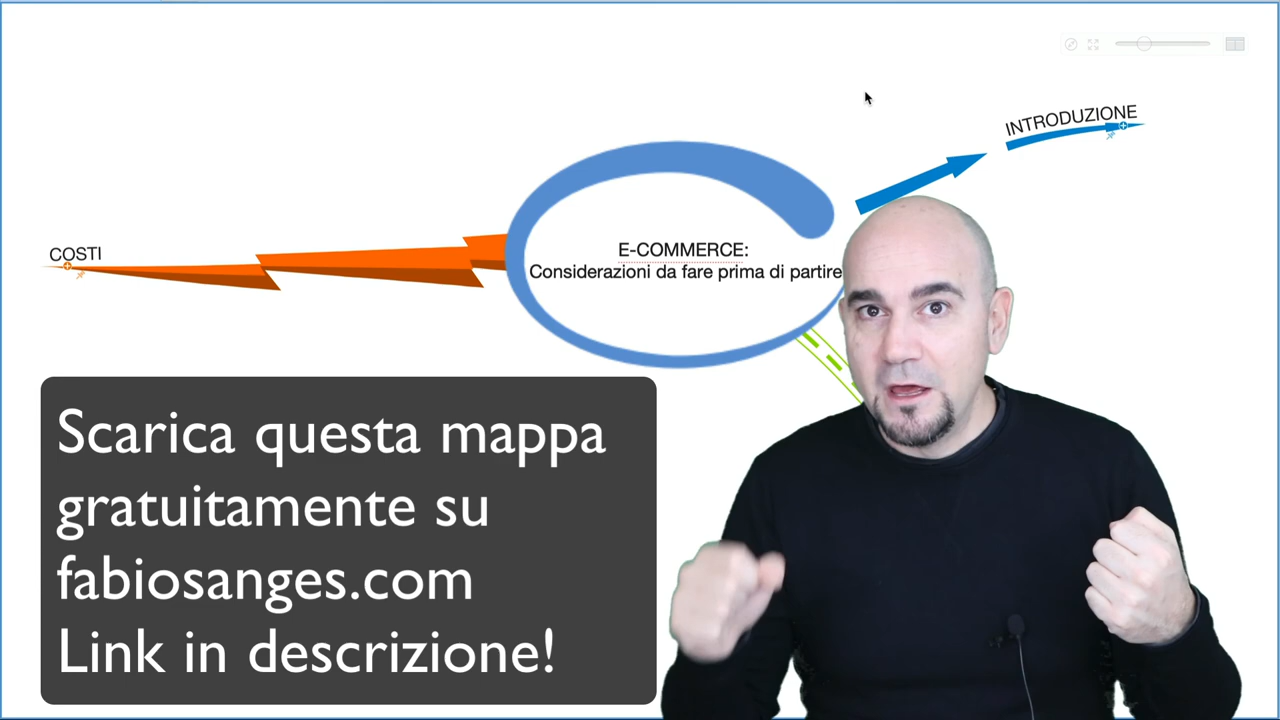 INTRODUZIONE
COSTI
E-COMMERCE:
Considerazioni da fare prima di partire
Scarica questa mappa
gratuitamente su
fabiosanges.com
Link in descrizione!